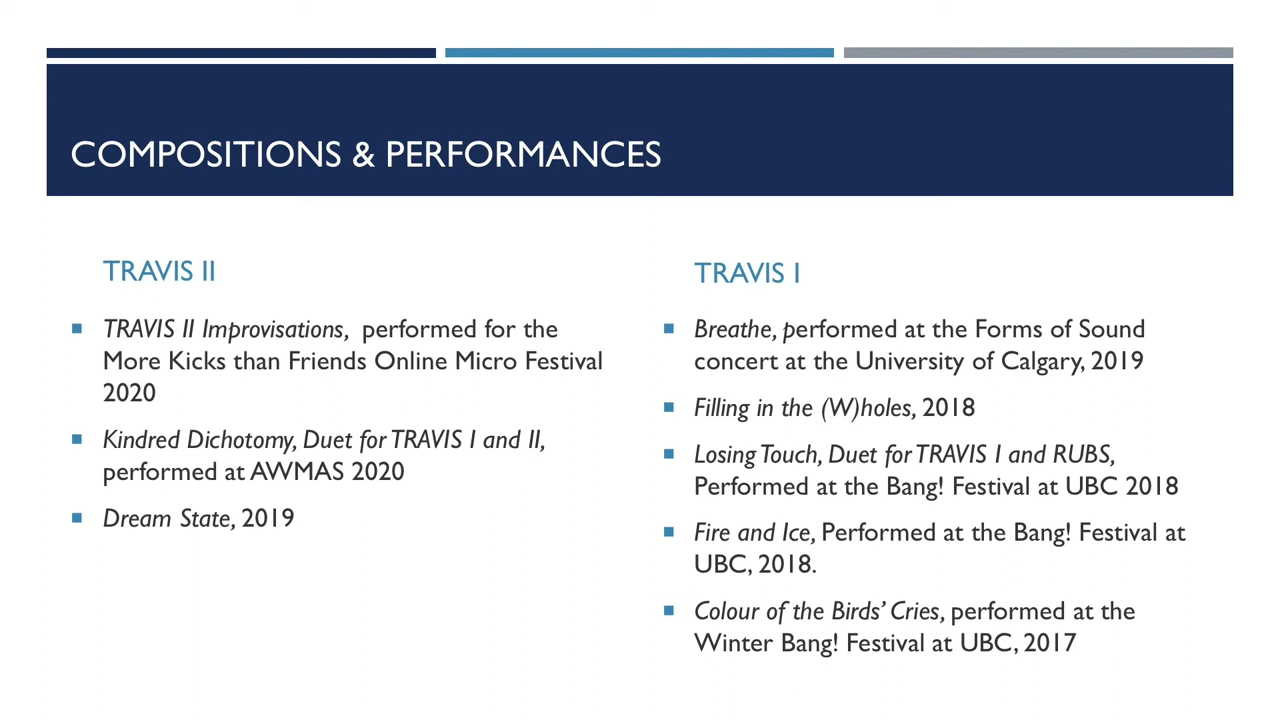 COMPOSITIONS & PERFORMANCES
TRAVIS II
TRAVIS II Improvisations, performed for the
More Kicks than Friends Online Micro Festival
2020
Kindred Dichotomy, Duet for TRAVIS I and II,
performed at AWMAS 2020
Dream State, 2019
TRAVIS I
Breathe, performed at the Forms of Sound
concert at the University of Calgary, 2019
Filling in the (W)holes, 2018
Losing Touch, Duet for TRAVIS I and RUBS,
Performed at the Bang! Festival at UBC 2018
Fire and Ice, Performed at the Bang! Festival at
UBC, 2018.
Colour of the Birds’ Cries, performed at the
Winter Bang! Festival at UBC, 2017